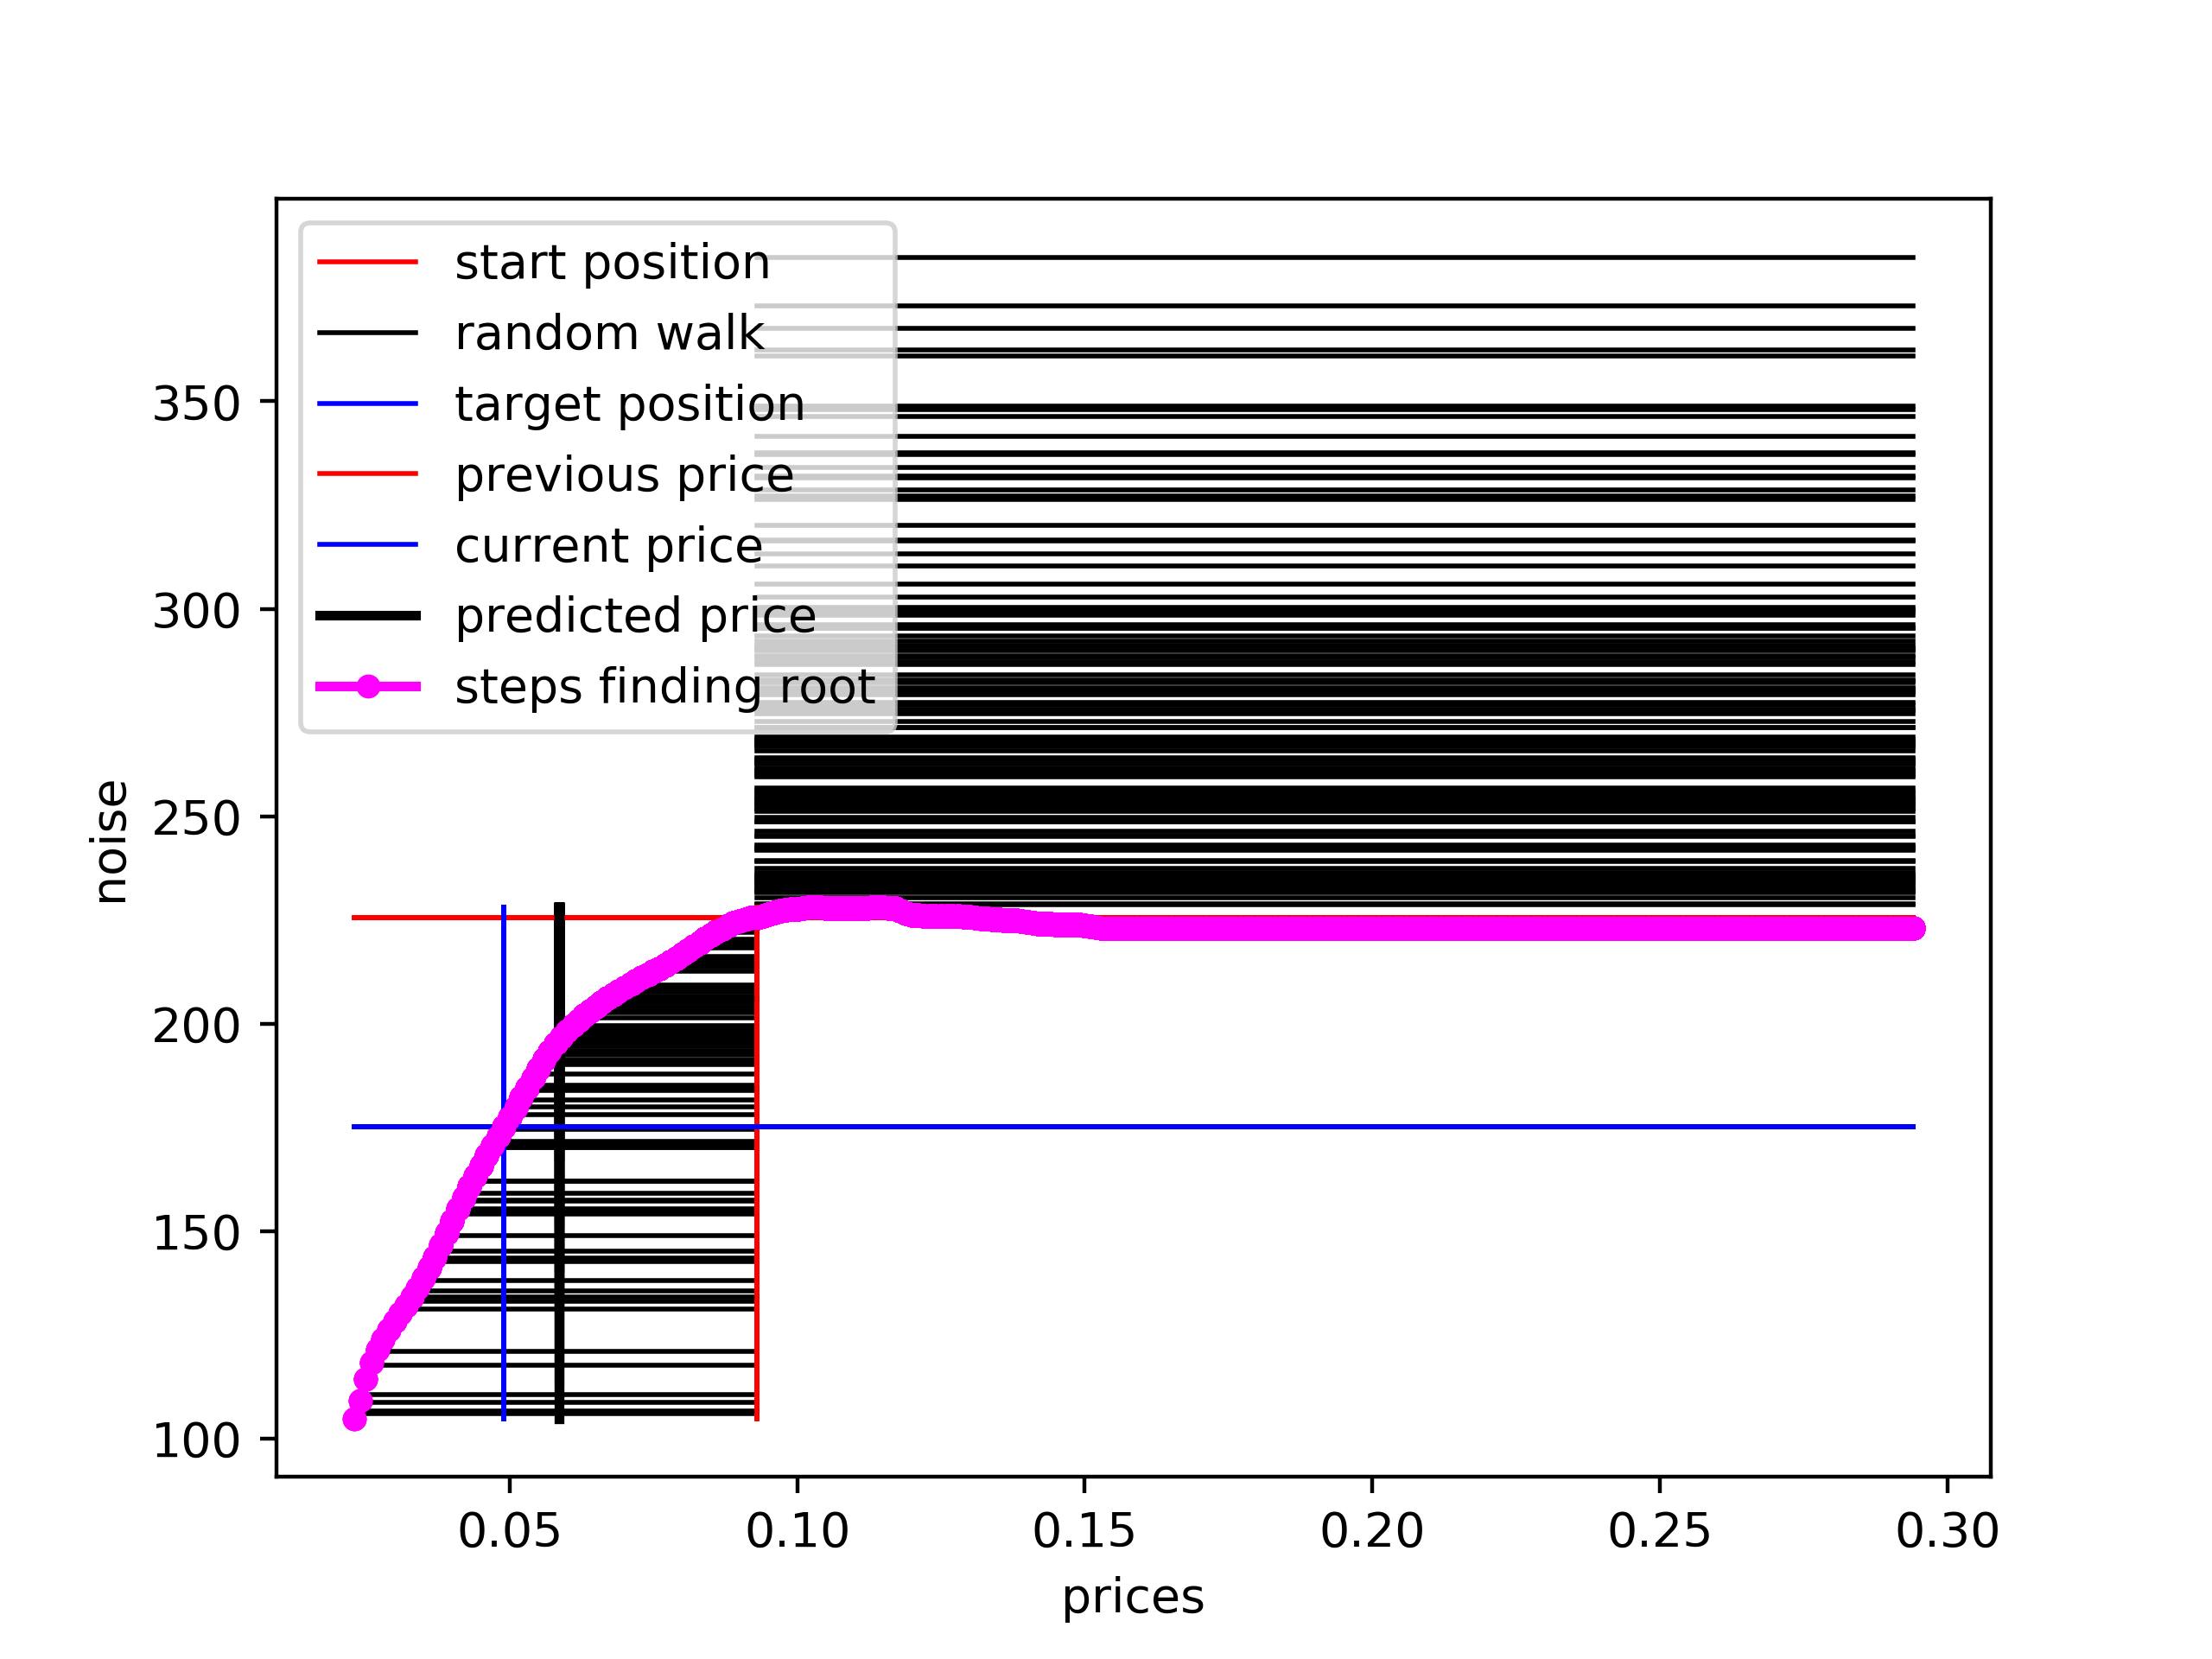 start position
random walk
target position
previous price
current price
predicted price
steps finding root
350
300
250
200
150
100
noise
0.05 0.10 0.15 0.20 0.25 0.30
prices